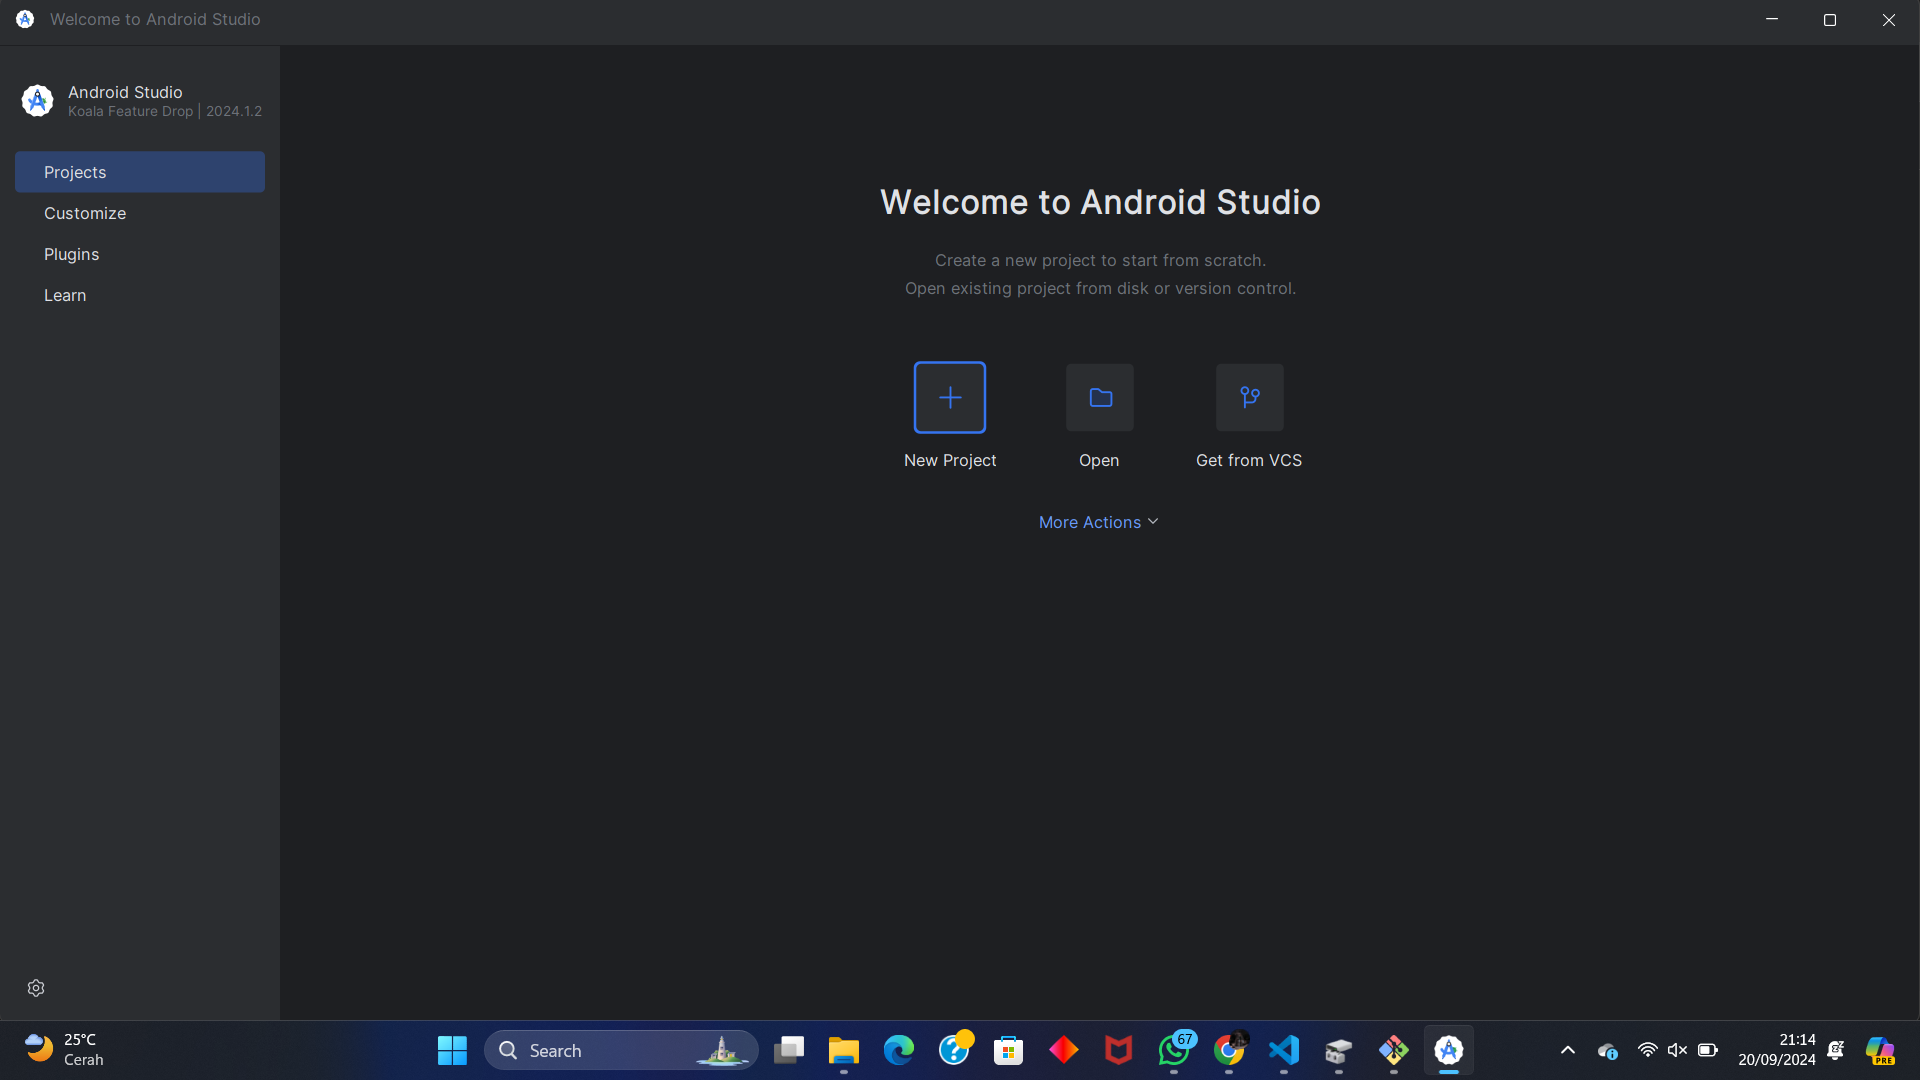 Welcome to Android Studio
Android Studio
Koala Feature Drop | 2024.1.2
Projects
Customize
Plugins
Learn
Welcome to Android Studio
Create a new project to start from scratch.
Open existing project from disk or version control.
New Project
Open
Get from VCS
More Actions
25°C
Cerah
Search
67
PRE
21:14
20/09/2024